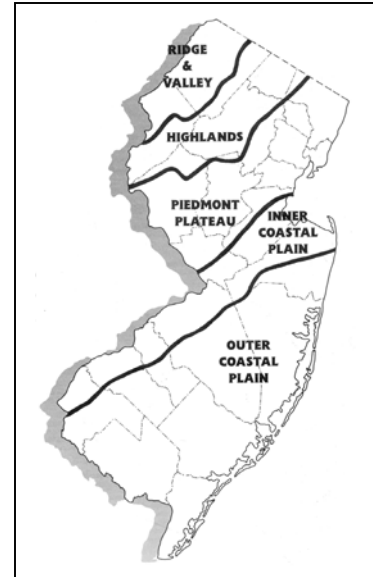 RIDGE
&
VALLEY
HIGHLANDS
PIEDMONT
PLATEAU
INNER
COASTAL
PLAIN
OUTER
COASTAL
PLAIN